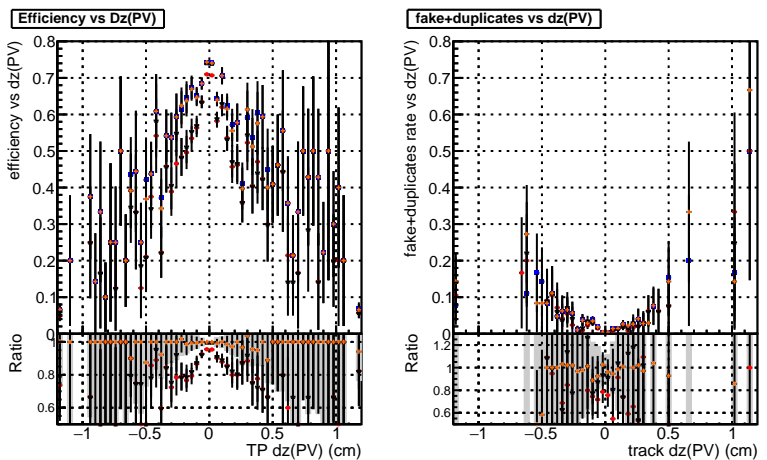 Efficiency vs Dz(PV)
efficiency vs dz(PV)
0.8
0.7
0.6
0.5
0.4
0.3
0.2
0.1
0
Ratio
1
0.8
0.6
−1 −0.5 0 0.5 1
TP dz(PV) (cm)
fake+duplicates vs dz(PV)
fake+duplicates rate vs dz(PV)
0.8
0.7
0.6
0.5
0.4
0.3
0.2
0.1
0
Ratio
1.2
1
0.8
0.6
−1 −0.5 0 0.5 1
track dz(PV) (cm)